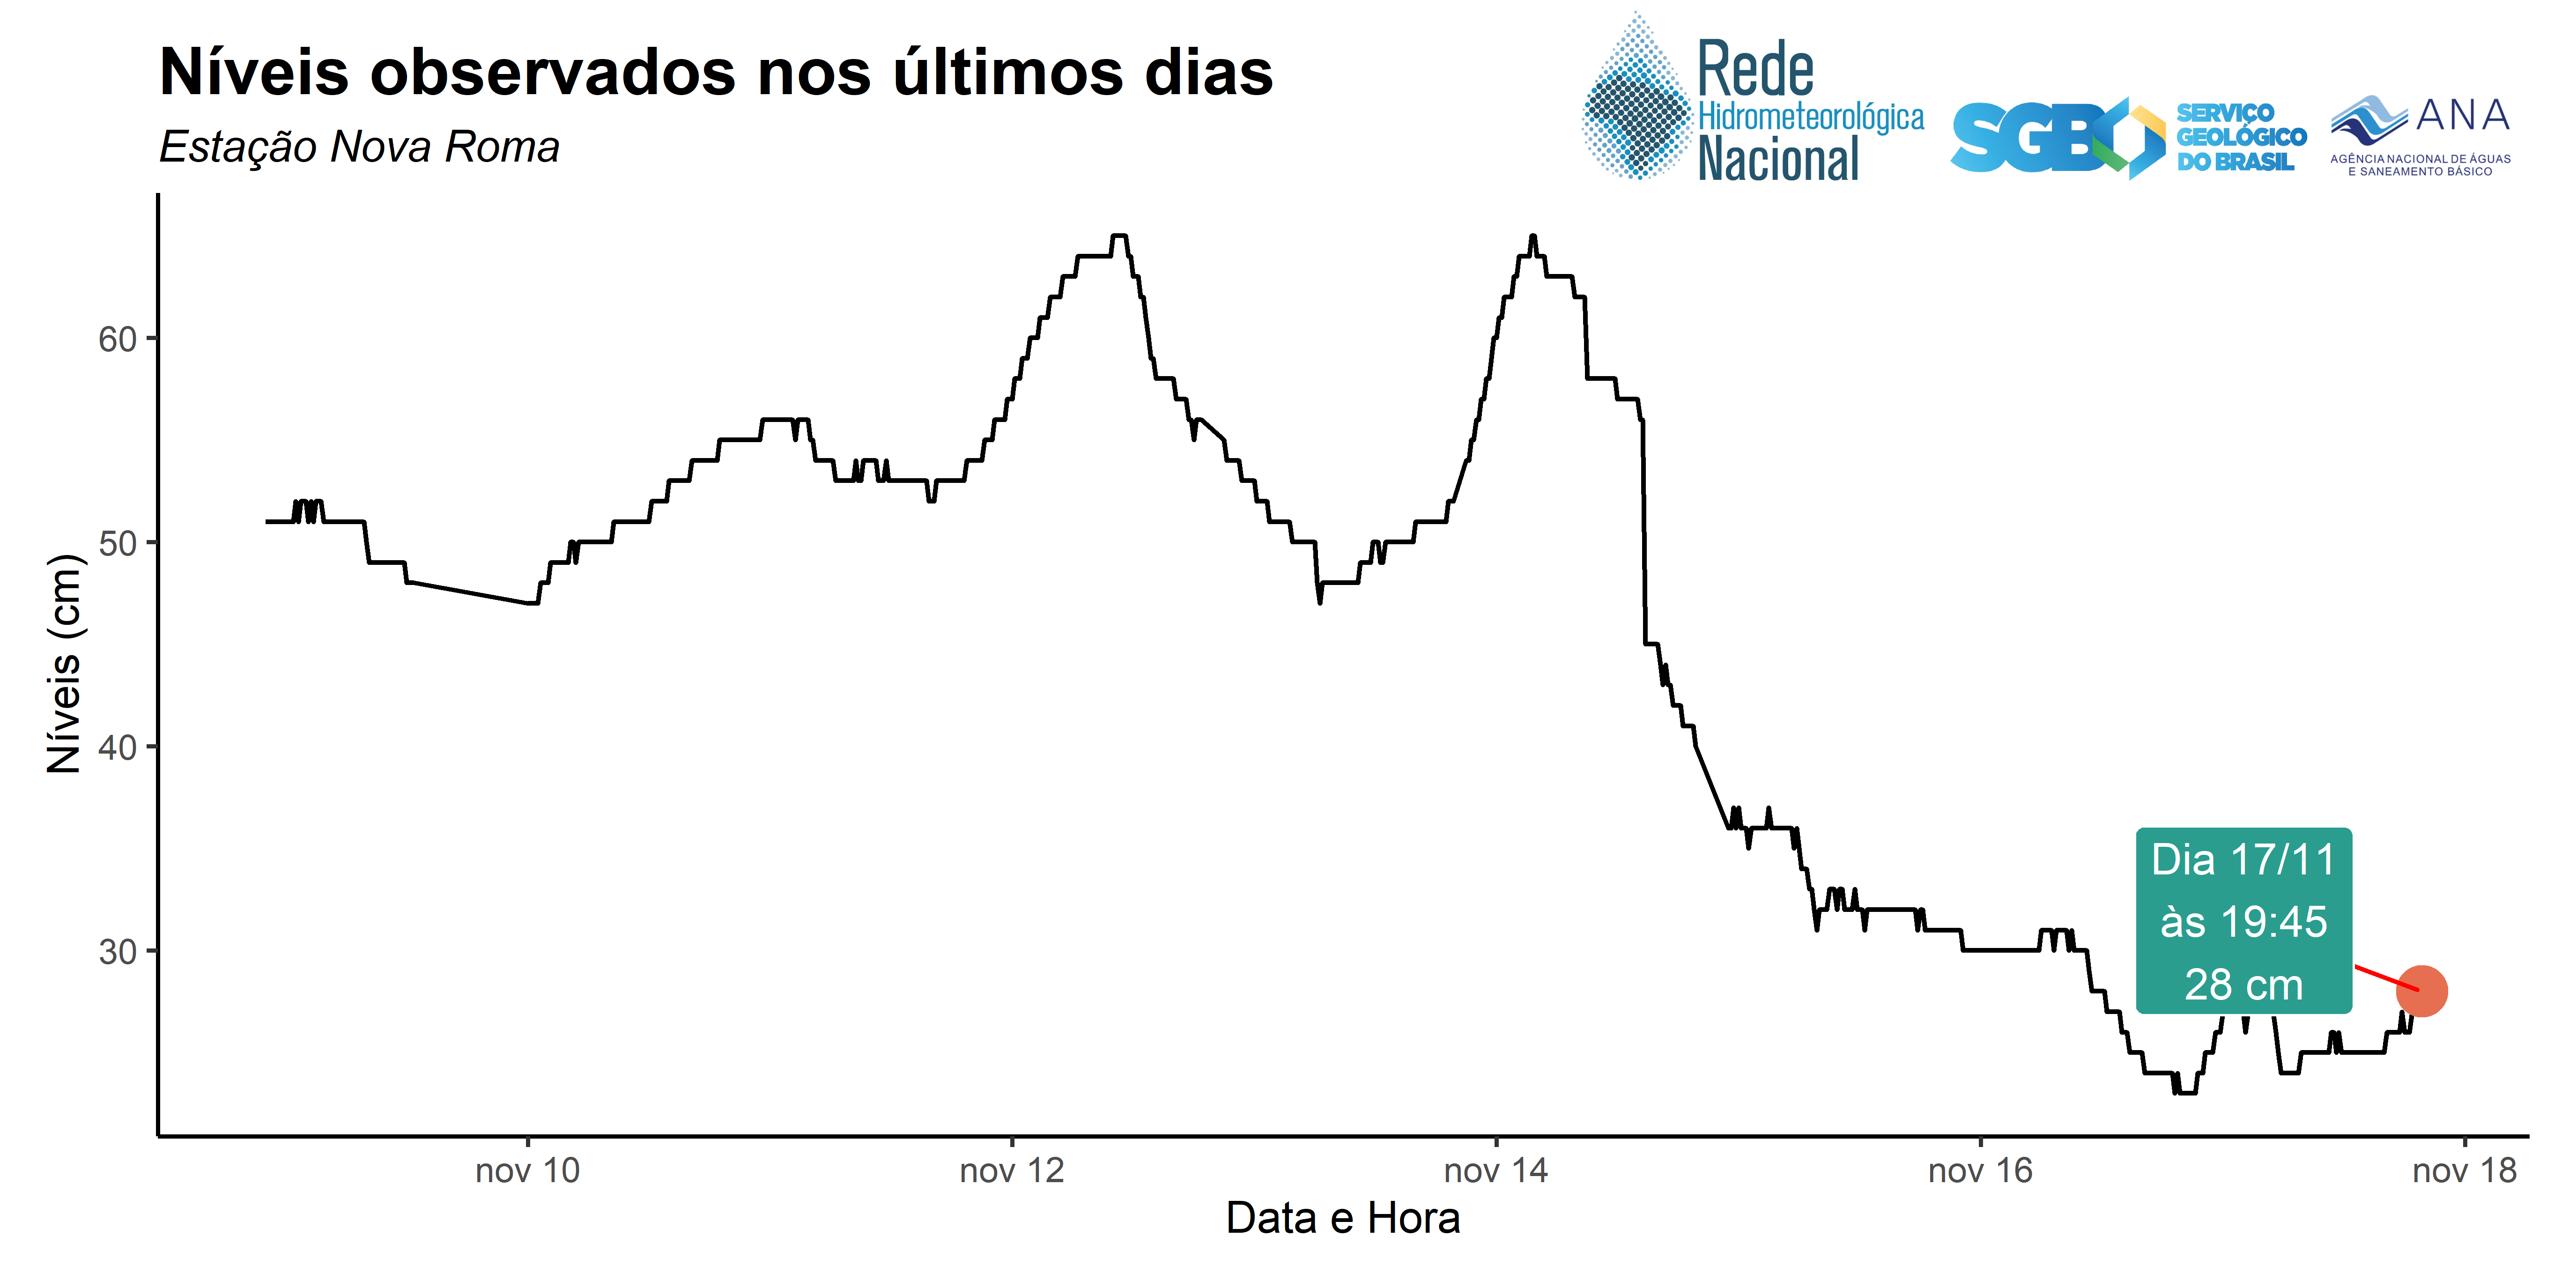 Níveis observados nos últimos dias
Estação Nova Roma
Rede
Hidrometeorológica
Nacional
SGB
SERVIÇO
GEOLÓGICO
DO BRASIL
ANA
AGÊNCIA NACIONAL DE ÁGUAS
E SANEAMENTO BÁSICO
60
50
40
30
Níveis (cm)
Dia 17/11
às 19:45
28 cm
nov 10
nov 12
nov 14
nov 16
nov 18
Data e Hora